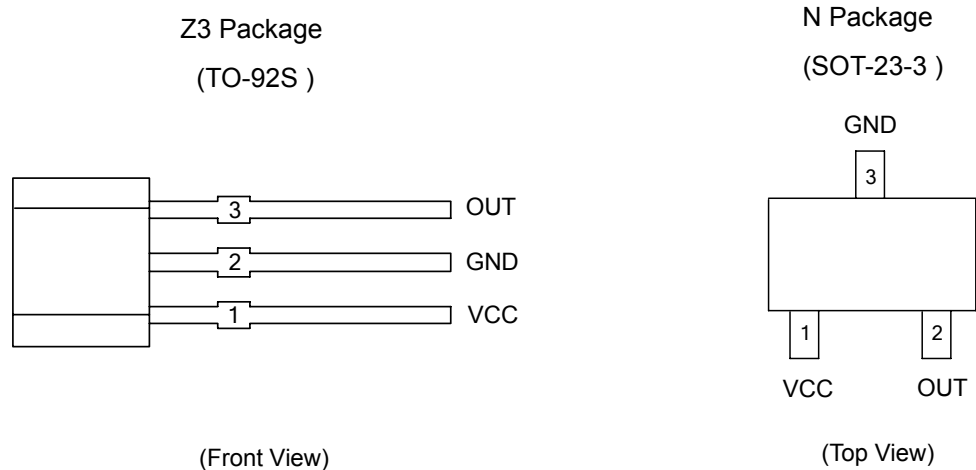 Z3 Package
(TO-92S )
3 OUT
2 GND
1 VCC
(Front View)
N Package
(SOT-23-3 )
GND
3
1 2
VCC OUT
(Top View)